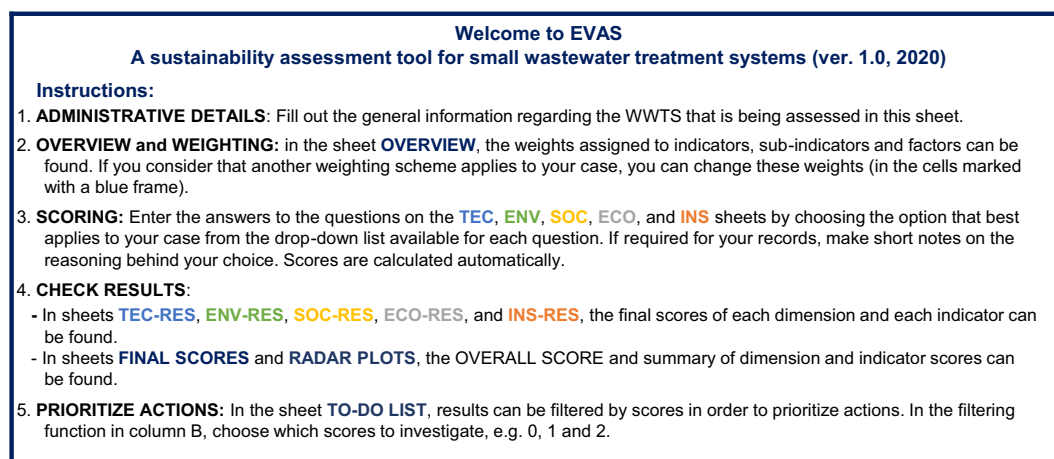 Welcome to EVAS
A sustainability assessment tool for small wastewater treatment systems (ver. 1.0, 2020)
Instructions:
1. ADMINISTRATIVE DETAILS: Fill out the general information regarding the WWTS that is being assessed in this sheet.
2. OVERVIEW and WEIGHTING: in the sheet OVERVIEW, the weights assigned to indicators, sub-indicators and factors can be
found. If you consider that another weighting scheme applies to your case, you can change these weights (in the cells marked
with a blue frame).
3. SCORING: Enter the answers to the questions on the TEC, ENV, SOC, ECO, and INS sheets by choosing the option that best
applies to your case from the drop-down list available for each question. If required for your records, make short notes on the
reasoning behind your choice. Scores are calculated automatically.
4. CHECK RESULTS:
- In sheets TEC-RES, ENV-RES, SOC-RES, ECO-RES, and INS-RES, the final scores of each dimension and each indicator can
be found.
- In sheets FINAL SCORES and RADAR PLOTS, the OVERALL SCORE and summary of dimension and indicator scores can
be found.
5. PRIORITIZE ACTIONS: In the sheet TO-DO LIST, results can be filtered by scores in order to prioritize actions. In the filtering
function in column B, choose which scores to investigate, e.g. 0, 1 and 2.